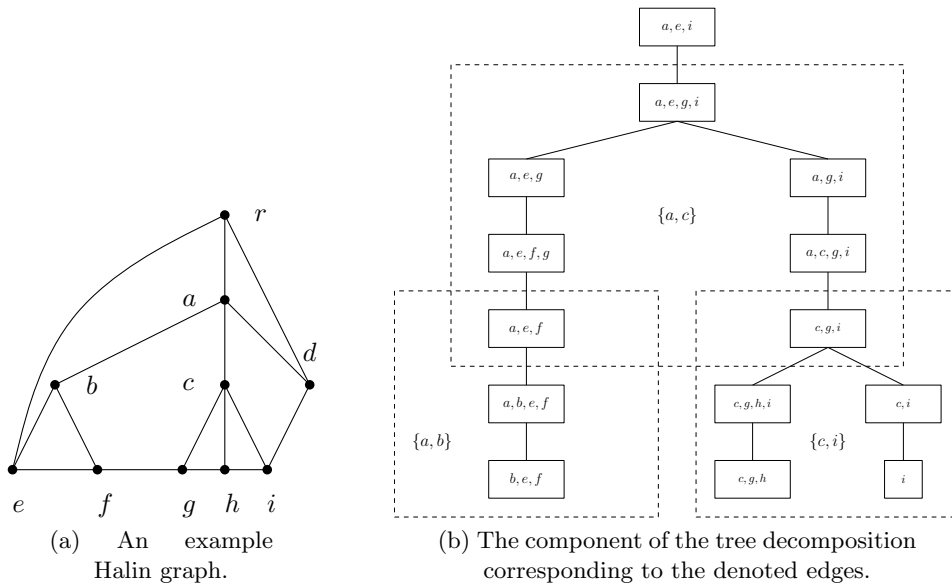 r
a
d
b
c
e f g h i
(a) An example
Halin graph.
a, e, i
a, e, g, i
a, e, g
a, g, i
{a, c}
a, e, f, g
a, c, g, i
a, e, f
c, g, i
a, b, e, f
c, g, h, i
c, i
{a, b}
{c, i}
b, e, f
c, g, h
i
(b) The component of the tree decomposition
corresponding to the denoted edges.